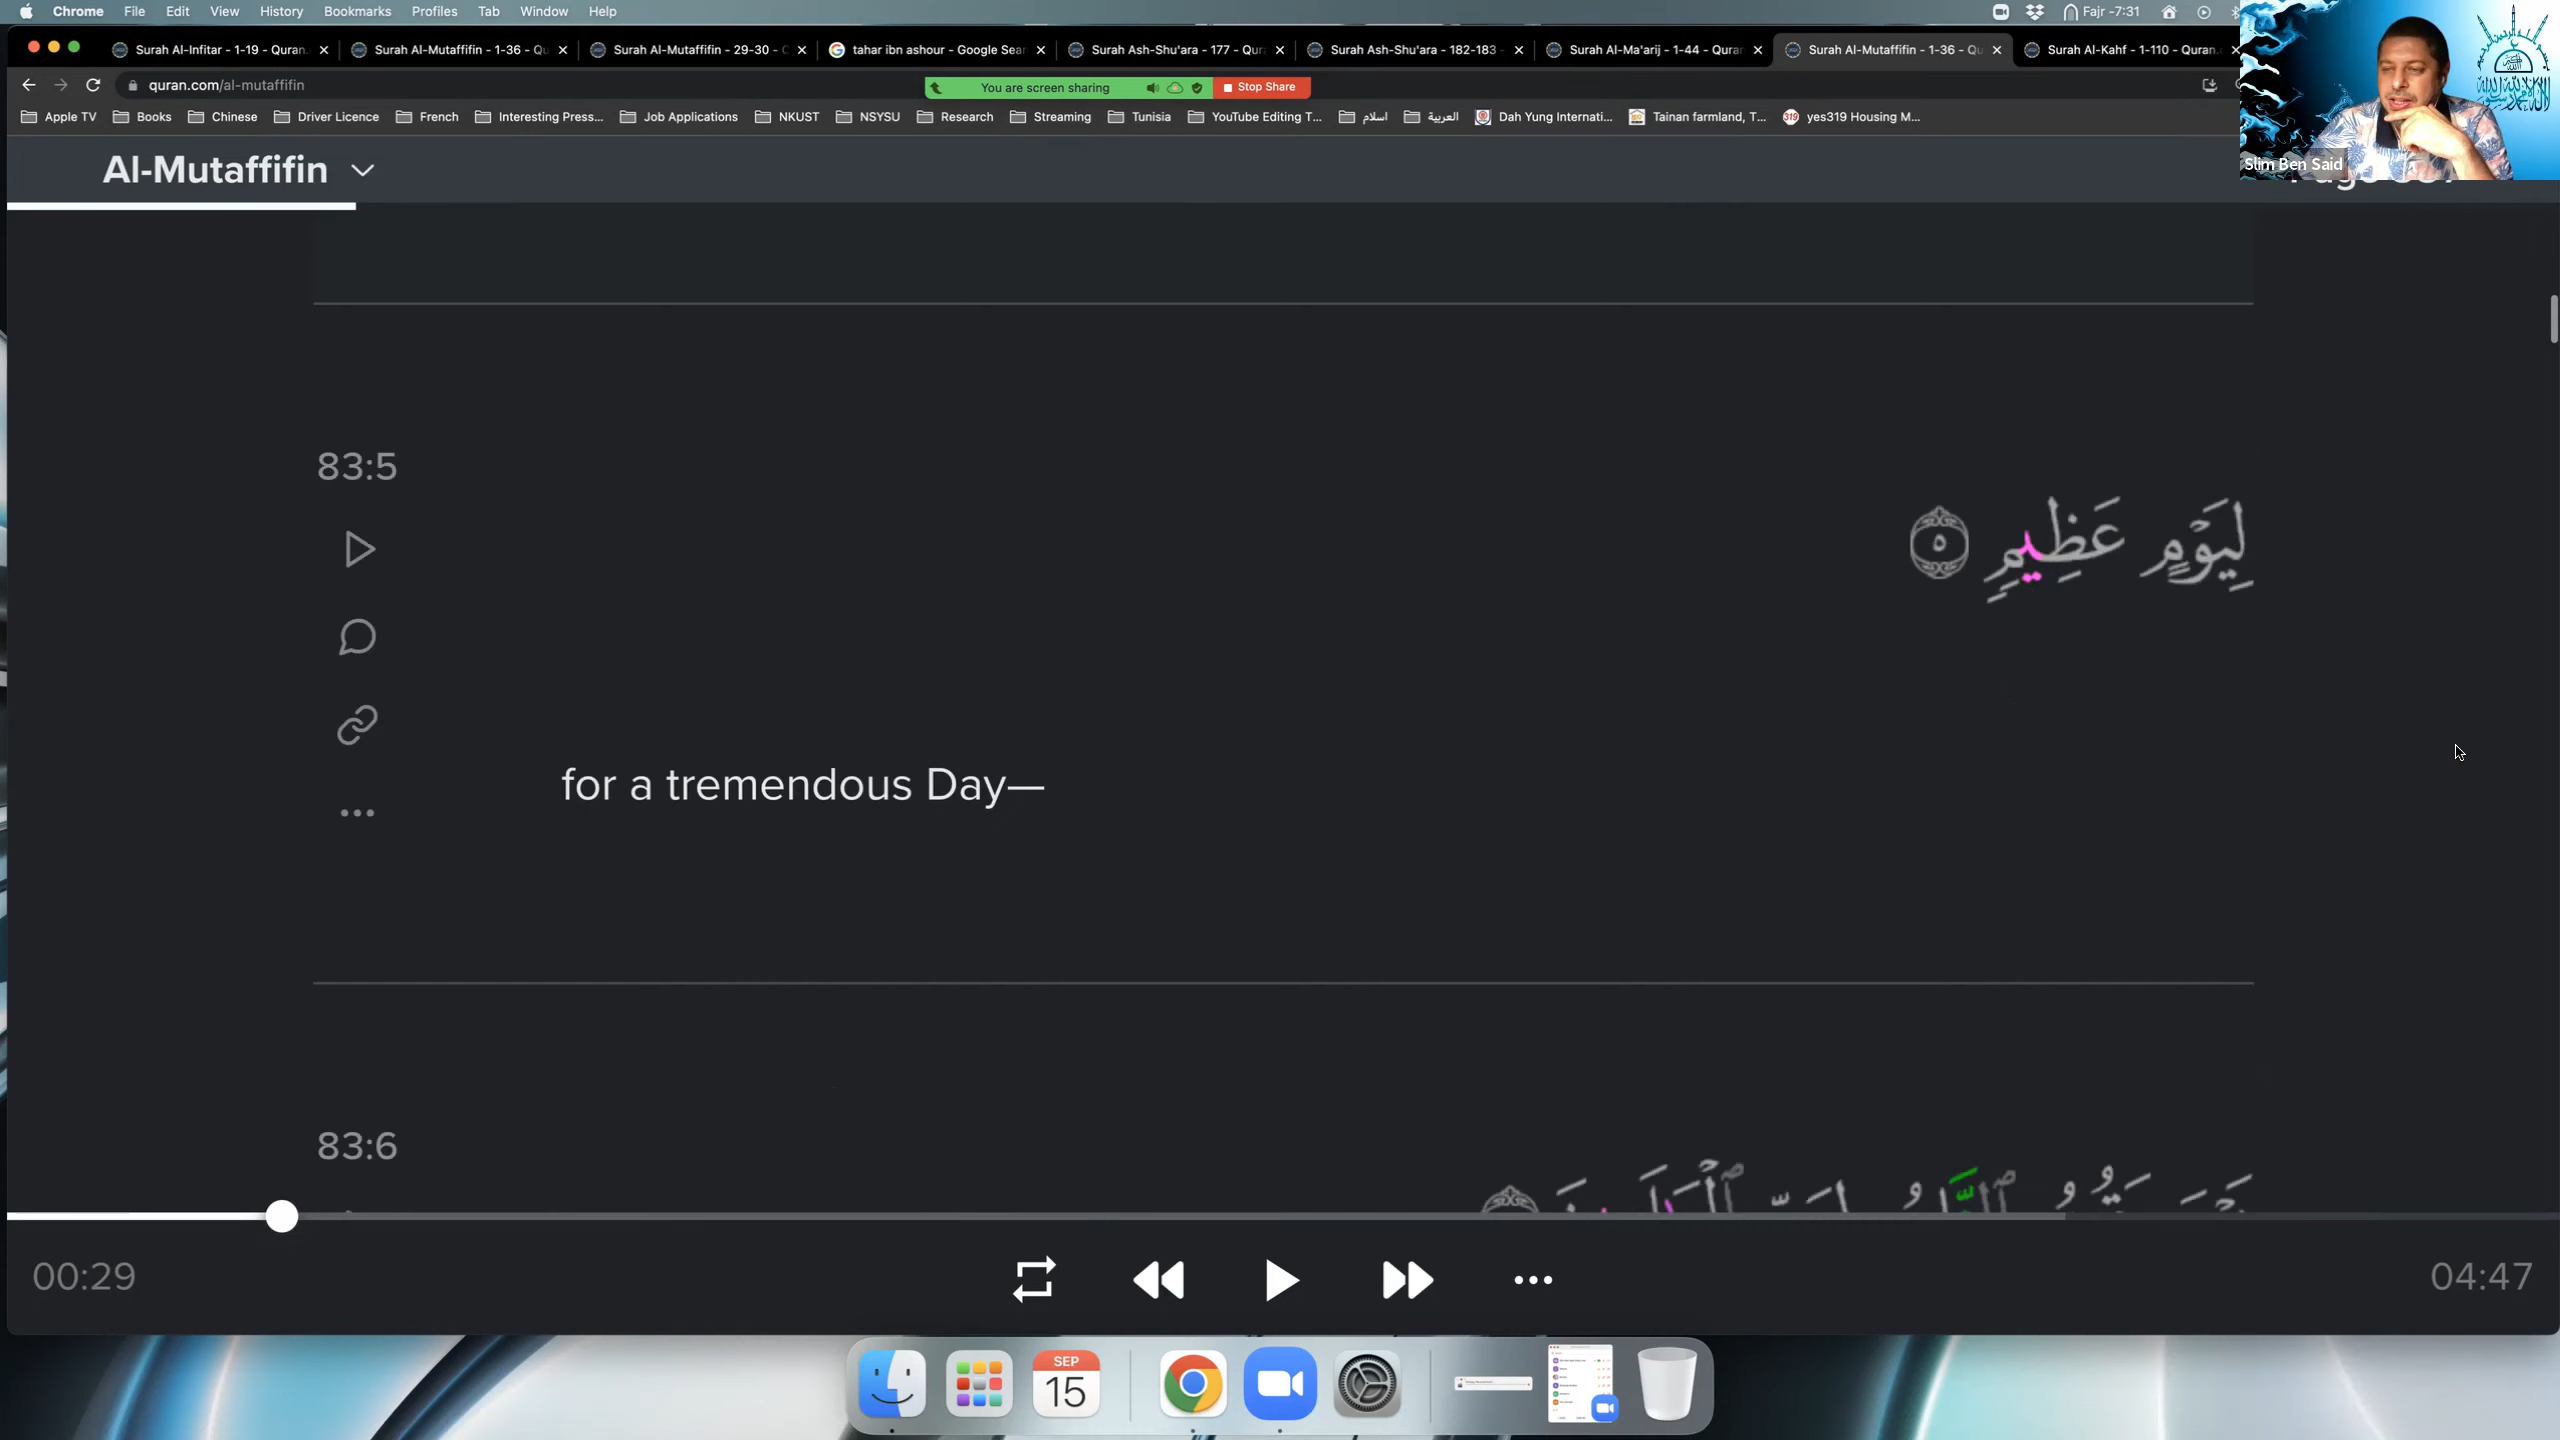 Chrome File Edit View History Bookmarks Profiles Tab Window Help
Fajr -7:31
Surah Al-Infitar - 1-19 - Quran.
Surah Al-Mutaffifin - 1-36 - Qu
Surah Al-Mutaffifin - 29-30 -
tahar ibn ashour - Google Sear
Surah Ash-Shu'ara - 177 - Qur
Surah Ash-Shu'ara - 182-183 -
Surah Al-Ma'arij - 1-44 - Quran
Surah Al-Mutaffifin - 1-36 - Qu
Surah Al-Kahf - 1-110 - Quran.
quran.com/al-mutaffifin
You are screen sharing
Stop Share
Apple TV Books Chinese Driver Licence French Interesting Press... Job Applications NKUST NSYSU Research Streaming Tunisia YouTube Editing T... اسلام العربية Dah Yung Internati... Tainan farmland, T... yes319 Housing M...
Slim Ben Said
Al-Mutaffifin
83:5
لِيَوْمٍ عَظِيمٍ ٥
for a tremendous Day—
83:6
00:29
04:47
SEP
15